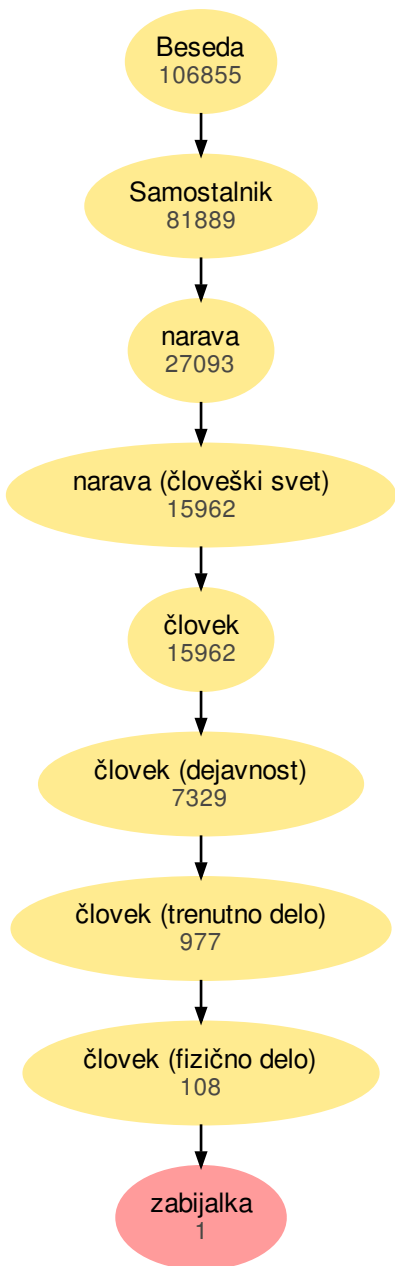 Beseda
106855
Samostalnik
81889
narava
27093
narava (človeški svet)
15962
človek
15962
človek (dejavnost)
7329
človek (trenutno delo)
977
človek (fizično delo)
108
zabijalka
1